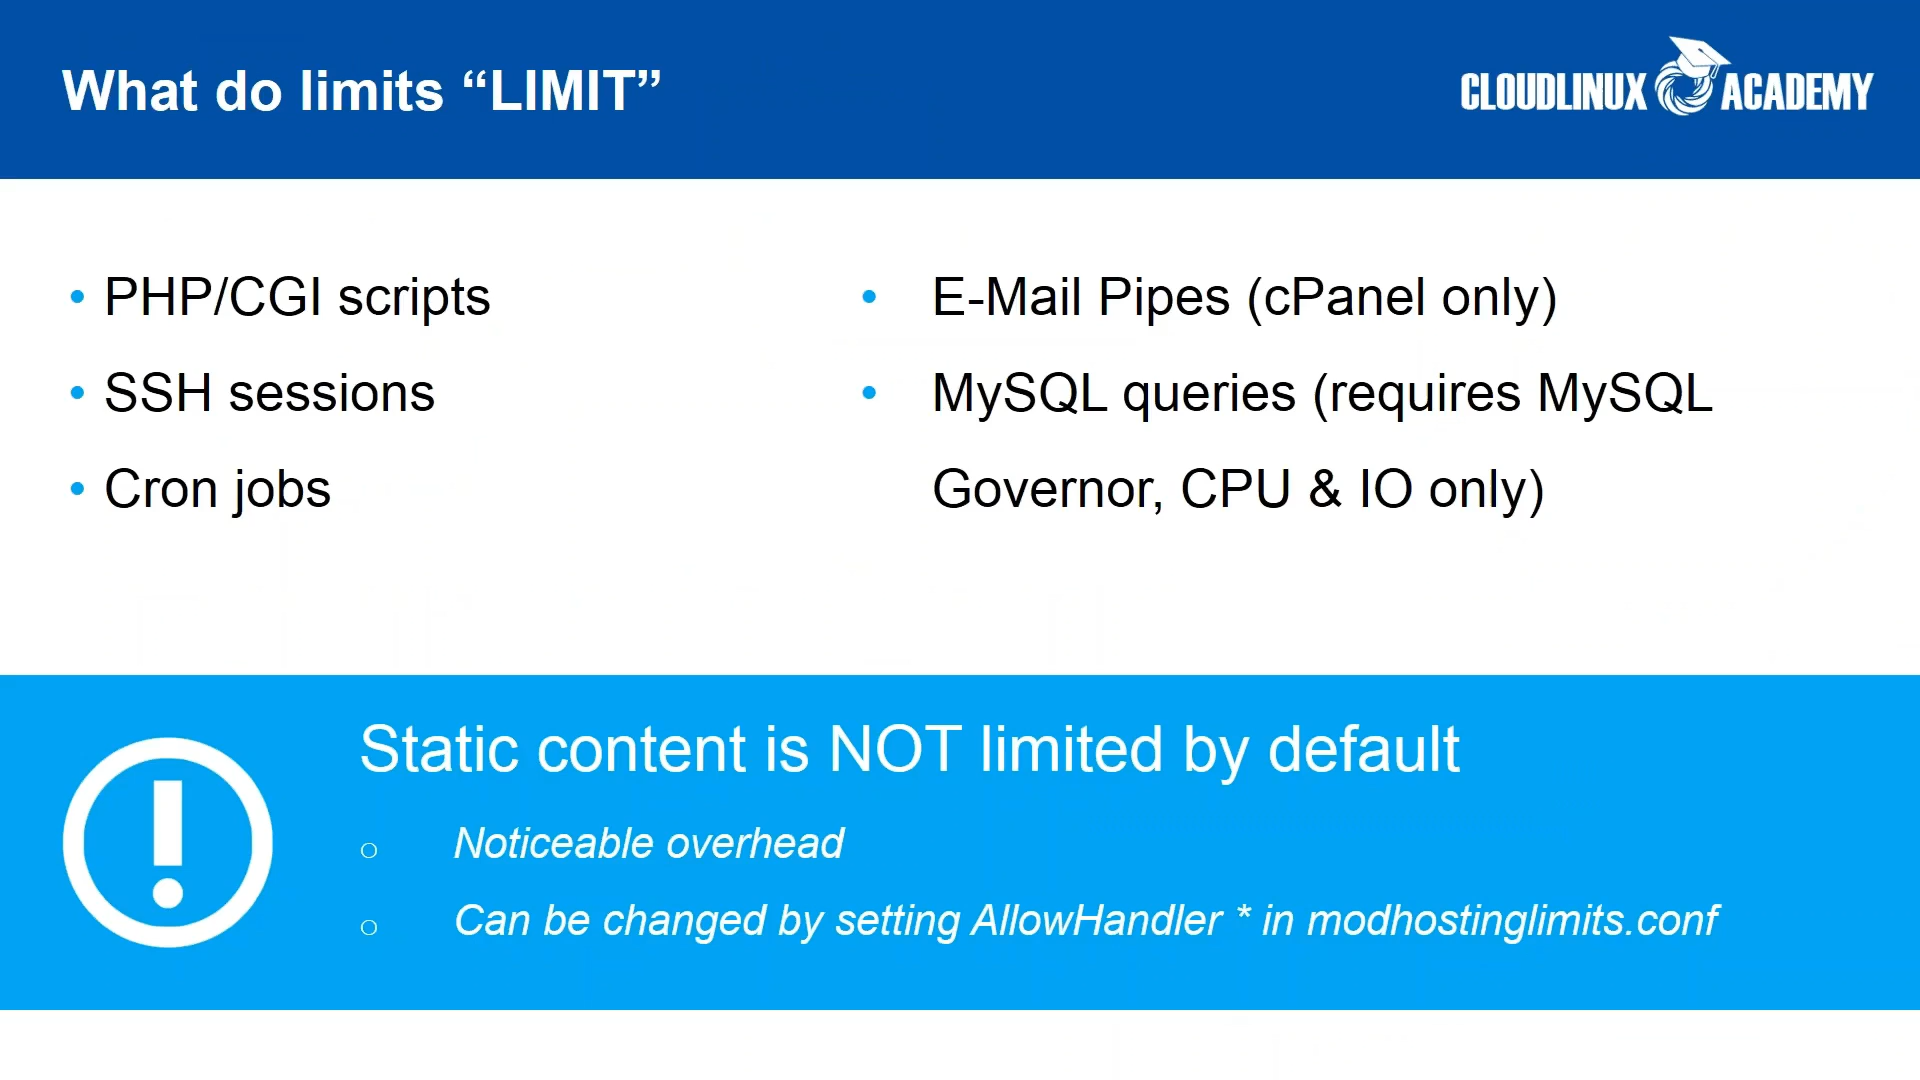 What do limits “LIMIT”
CLOUDLINUX ACADEMY
• PHP/CGI scripts
• SSH sessions
• Cron jobs
• E-Mail Pipes (cPanel only)
• MySQL queries (requires MySQL
Governor, CPU & IO only)
Static content is NOT limited by default
○ Noticeable overhead
○ Can be changed by setting AllowHandler * in modhostinglimits.conf